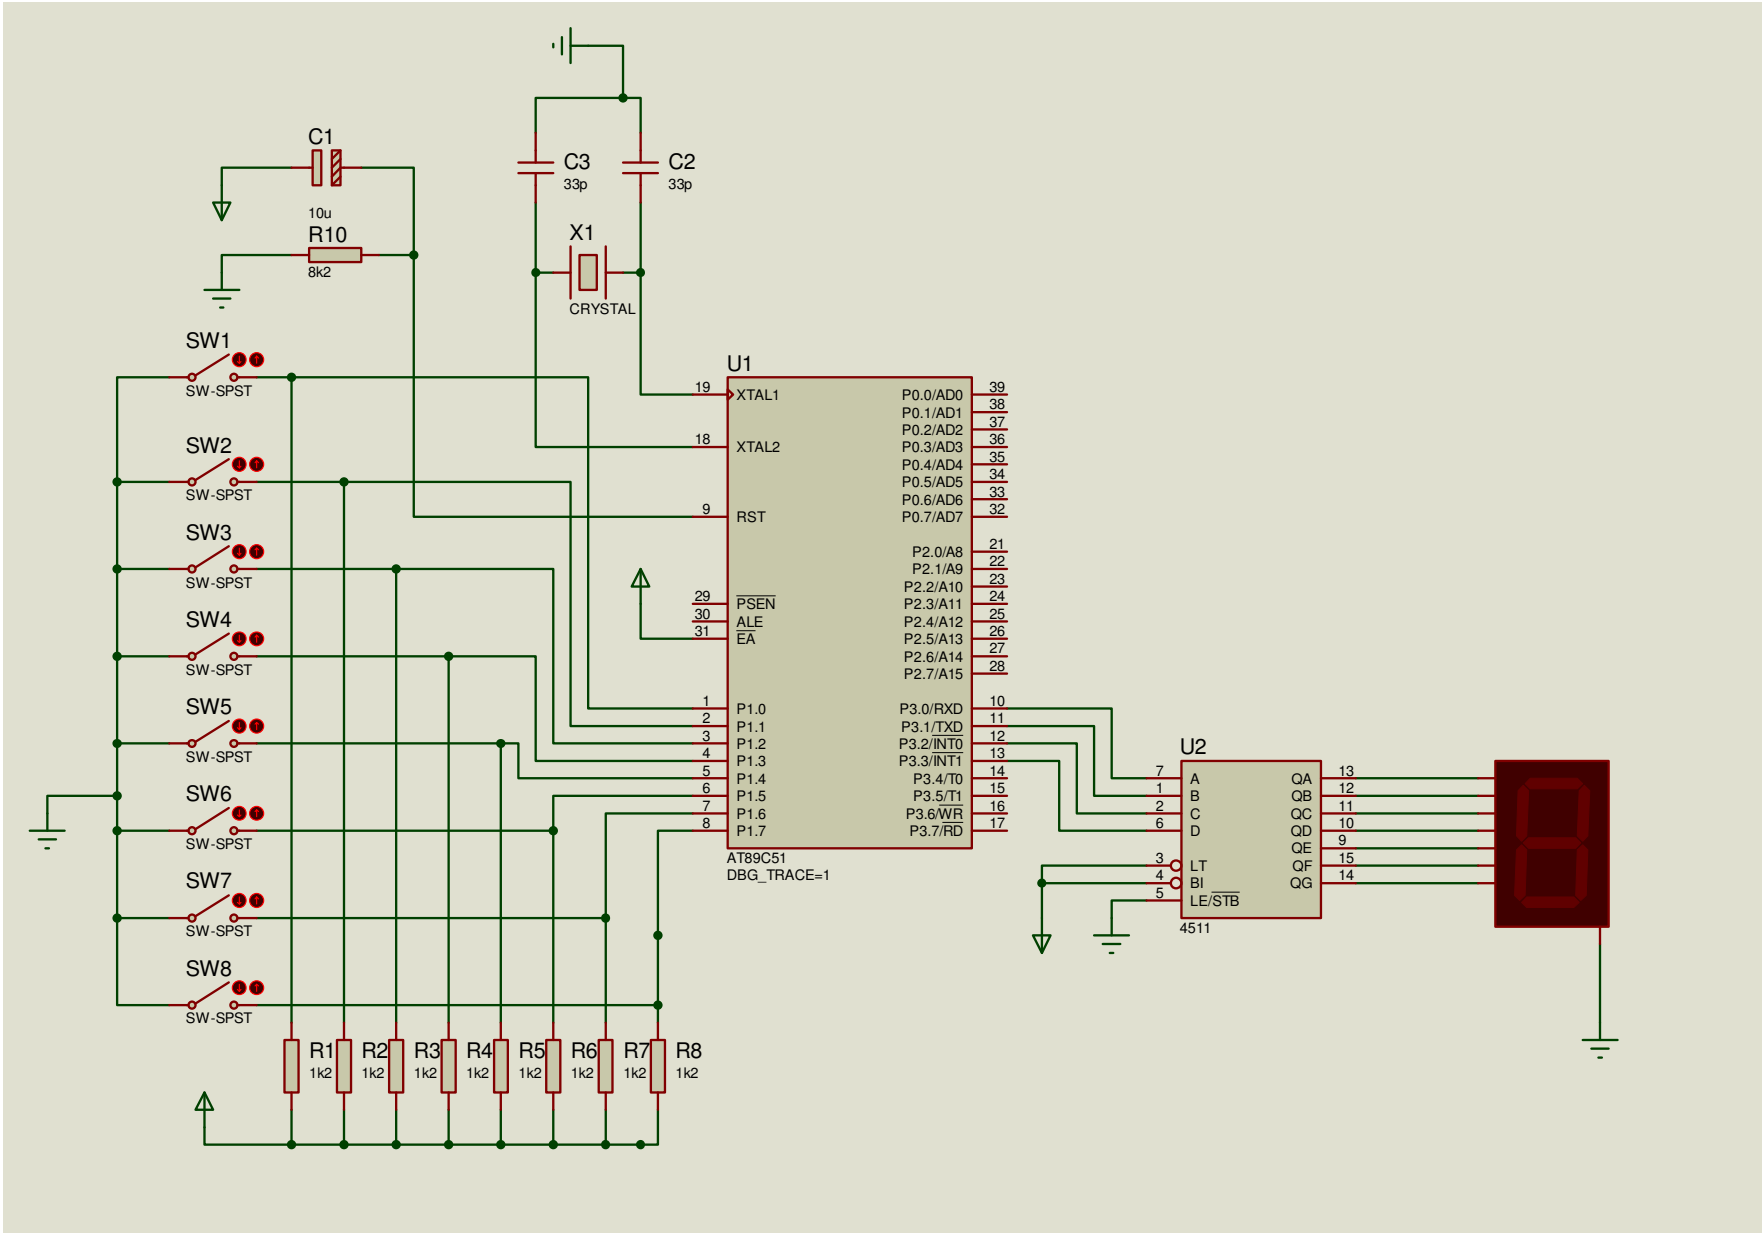 C1
10u
R10
8k2
C3
33p
C2
33p
X1
CRYSTAL
SW1
SW-SPST
SW2
SW-SPST
SW3
SW-SPST
SW4
SW-SPST
SW5
SW-SPST
SW6
SW-SPST
SW7
SW-SPST
SW8
SW-SPST
R1
1k2
R2
1k2
R3
1k2
R4
1k2
R5
1k2
R6
1k2
R7
1k2
R8
1k2
U1
19 XTAL1
18 XTAL2
9 RST
29 PSEN
30 ALE
31 EA
1 P1.0
2 P1.1
3 P1.2
4 P1.3
5 P1.4
6 P1.5
7 P1.6
8 P1.7
P0.0/AD0 39
P0.1/AD1 38
P0.2/AD2 37
P0.3/AD3 36
P0.4/AD4 35
P0.5/AD5 34
P0.6/AD6 33
P0.7/AD7 32
P2.0/A8 21
P2.1/A9 22
P2.2/A10 23
P2.3/A11 24
P2.4/A12 25
P2.5/A13 26
P2.6/A14 27
P2.7/A15 28
P3.0/RXD 10
P3.1/TXD 11
P3.2/INT0 12
P3.3/INT1 13
P3.4/T0 14
P3.5/T1 15
P3.6/WR 16
P3.7/RD 17
AT89C51
DBG_TRACE=1
U2
7 A
1 B
2 C
6 D
3 LT
4 BI
5 LE/STB
QA 13
QB 12
QC 11
QD 10
QE 9
QF 15
QG 14
4511